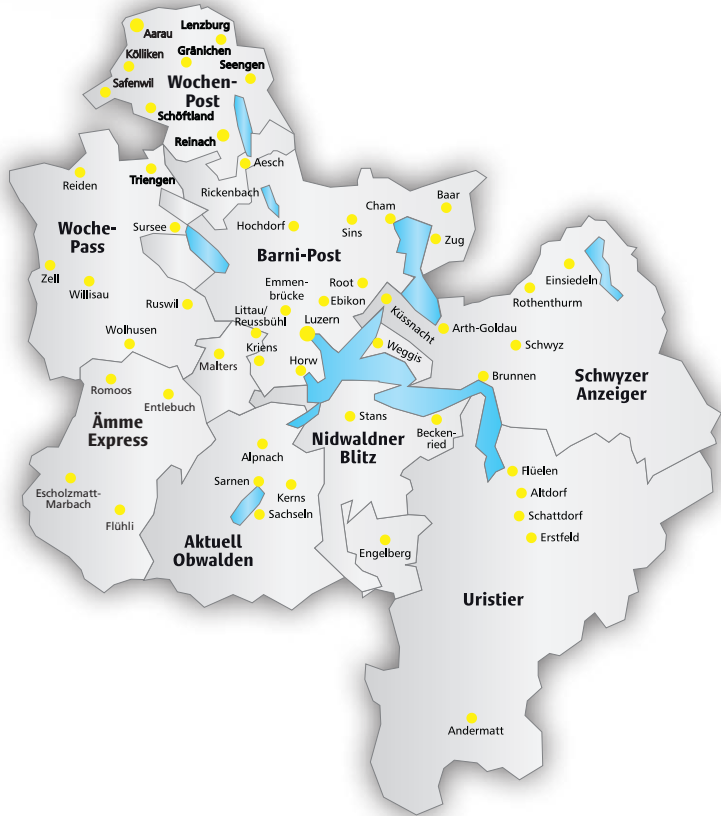 Lenzburg
Aarau
Kölliken
Gränichen
Seengen
Safenwil
Wochen-
Post
Schöftland
Reinach
Aesch
Triengen
Reiden
Rickenbach
Baar
Cham
Sursee
Hochdorf
Sins
Zug
Woche-
Pass
Barni-Post
Zell
Willisau
Emmen-
brücke
Root
Ebikon
Einsiedeln
Rothenthurm
Ruswil
Littau/
Reussbühl
Luzern
Küssnacht
Arth-Goldau
Wolhusen
Kriens
Weggis
Schwyz
Malters
Horw
Brunnen
Schwyzer
Anzeiger
Romoos
Entlebuch
Ämme
Express
Stans
Nidwaldner
Blitz
Becken-
ried
Alpnach
Escholzmatt-
Marbach
Sarnen
Kerns
Flüelen
Altdorf
Flühli
Sachseln
Schattdorf
Aktuell
Obwalden
Engelberg
Erstfeld
Uristier
Andermatt